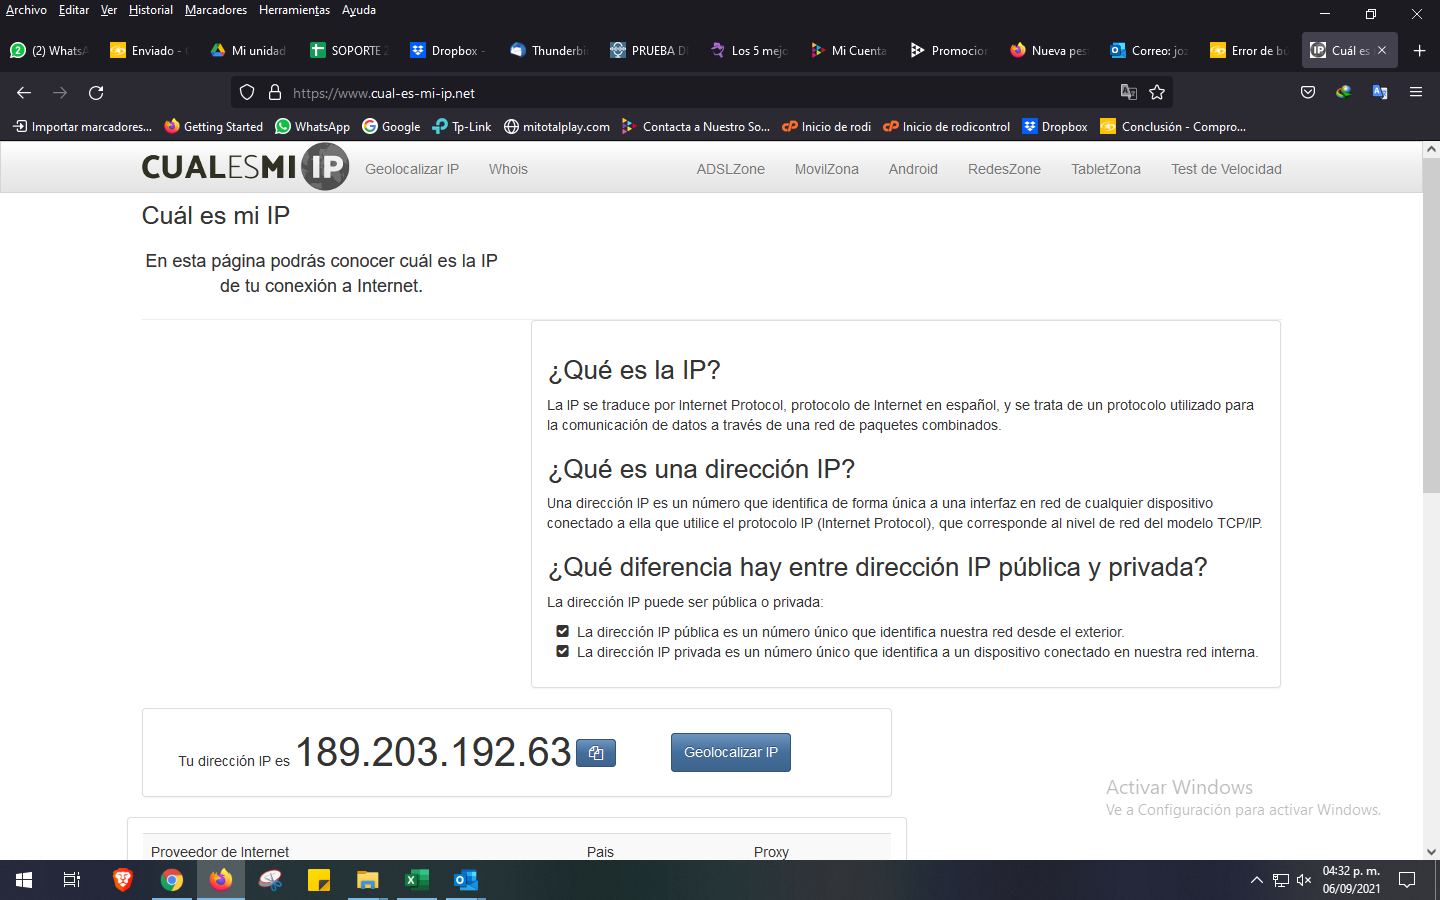 Archivo Editar Ver Historial Marcadores Herramientas Ayuda
(2) WhatsA Enviado - Mi unidad SOPORTE 2 Dropbox - Thunderbi PRUEBA D Los 5 mejo Mi Cuenta Promocion Nueva pes Correo: joz Error de bú Cuál es
https://www.cual-es-mi-ip.net
Importar marcadores... Getting Started WhatsApp Google Tp-Link mitotalplay.com Contacta a Nuestro So... Inicio de rodi Inicio de rodicontrol Dropbox Conclusión - Compro...
CUALESMI IP Geolocalizar IP Whois ADSLZone MovilZona Android RedesZone TabletZona Test de Velocidad
Cuál es mi IP
En esta página podrás conocer cuál es la IP
de tu conexión a Internet.
¿Qué es la IP?
La IP se traduce por Internet Protocol, protocolo de Internet en español, y se trata de un protocolo utilizado para
la comunicación de datos a través de una red de paquetes combinados.
¿Qué es una dirección IP?
Una dirección IP es un número que identifica de forma única a una interfaz en red de cualquier dispositivo
conectado a ella que utilice el protocolo IP (Internet Protocol), que corresponde al nivel de red del modelo TCP/IP.
¿Qué diferencia hay entre dirección IP pública y privada?
La dirección IP puede ser pública o privada:
La dirección IP pública es un número único que identifica nuestra red desde el exterior.
La dirección IP privada es un número único que identifica a un dispositivo conectado en nuestra red interna.
Tu dirección IP es 189.203.192.63 Geolocalizar IP
Activar Windows
Ve a Configuración para activar Windows.
Proveedor de Internet Pais Proxy
04:32 p. m.
06/09/2021